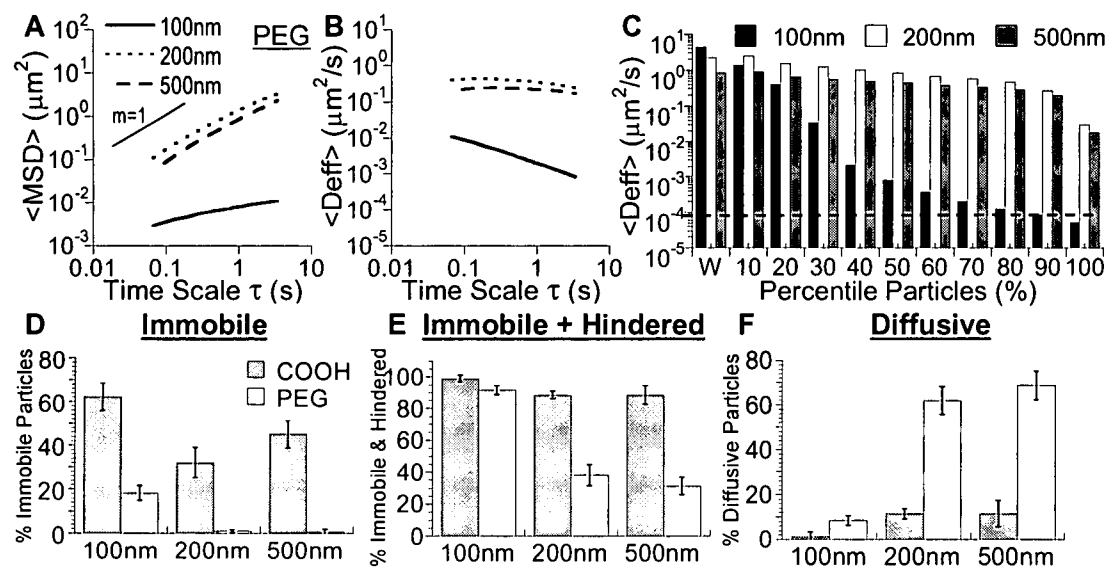 A
100nm
200nm
500nm
PEG
m=1
<MSD> (μm²)
10²
10¹
10⁰
10⁻¹
10⁻²
10⁻³
0.01 0.1 1 10
Time Scale τ (s)
B
<Deff> (μm²/s)
10²
10¹
10⁰
10⁻¹
10⁻²
10⁻³
10⁻⁴
10⁻⁵
0.01 0.1 1 10
Time Scale τ (s)
C
100nm 200nm 500nm
<Deff> (μm²/s)
10¹
10⁰
10⁻¹
10⁻²
10⁻³
10⁻⁴
10⁻⁵
W 10 20 30 40 50 60 70 80 90 100
Percentile Particles (%)
D Immobile
COOH
PEG
% Immobile Particles
80
60
40
20
0
100nm 200nm 500nm
E Immobile + Hindered
% Immobile & Hindered
100
80
60
40
20
0
100nm 200nm 500nm
F Diffusive
% Diffusive Particles
80
60
40
20
0
100nm 200nm 500nm